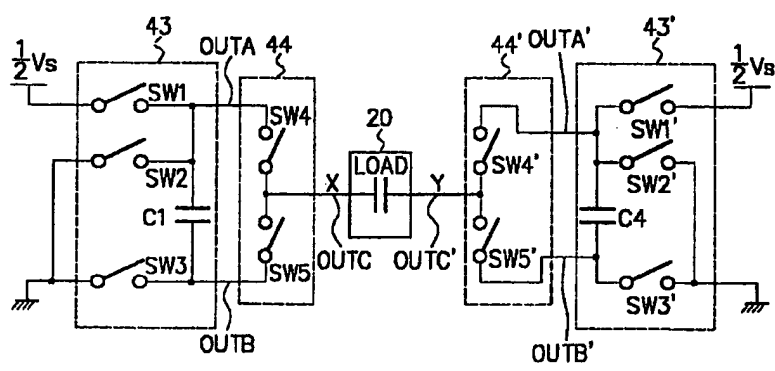 43
OUTA
44
44'
OUTA'
43'
1/2 Vs
1/2 Vs
SW1
SW4
20
LOAD
SW4'
SW1'
SW2
SW2'
X
Y
C1
C4
SW3
SW5
OUTC
OUTC'
SW5'
SW3'
OUTB
OUTB'